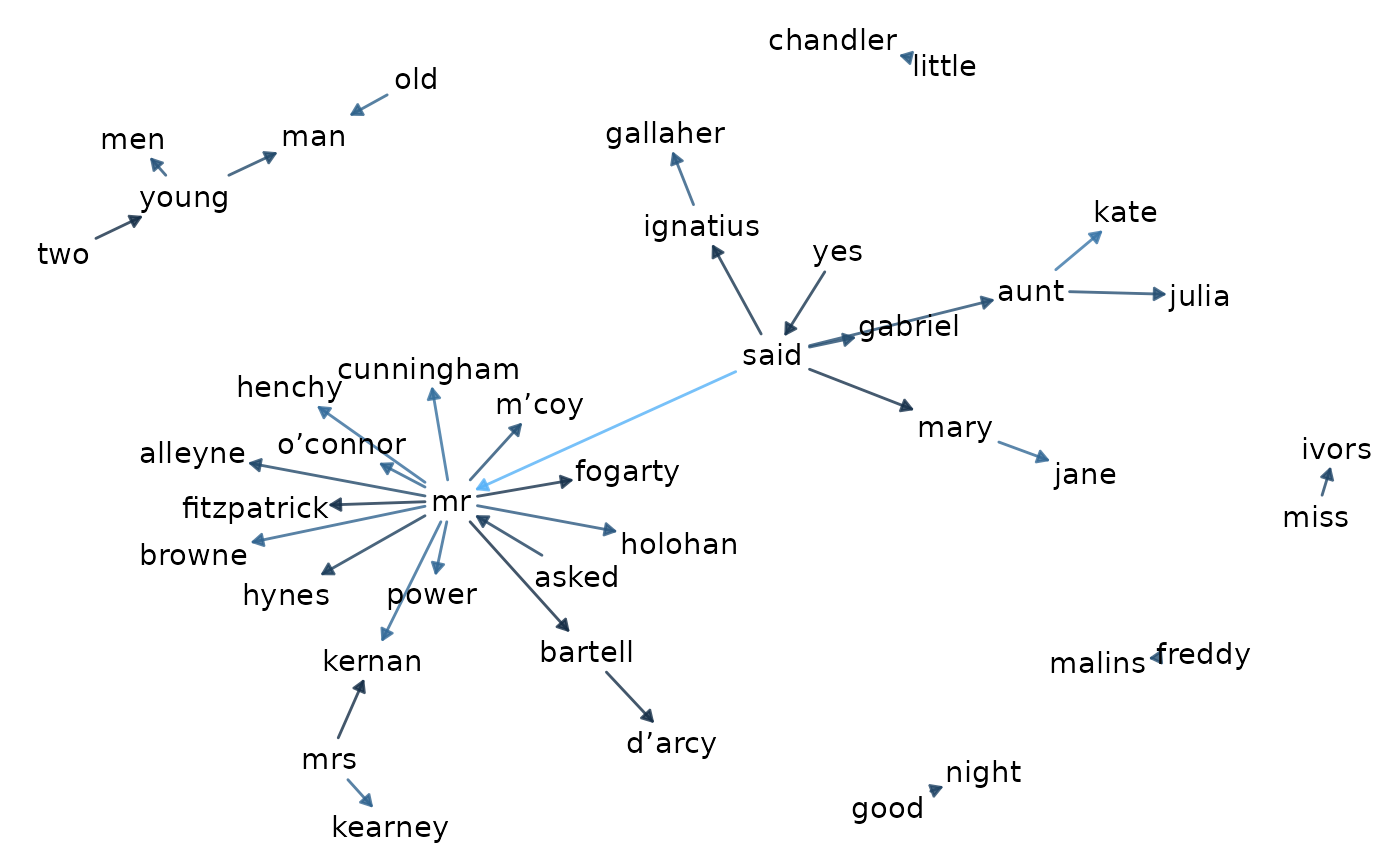 chandler
little
old
men
man
gallaher
young
kate
ignatius
yes
two
aunt
julia
gabriel
said
cunningham
henchy
m’coy
mary
o’connor
alleyne
ivors
fogarty
jane
mr
fitzpatrick
miss
holohan
browne
asked
hynes
power
bartell
freddy
kernan
malins
d’arcy
mrs
night
good
kearney